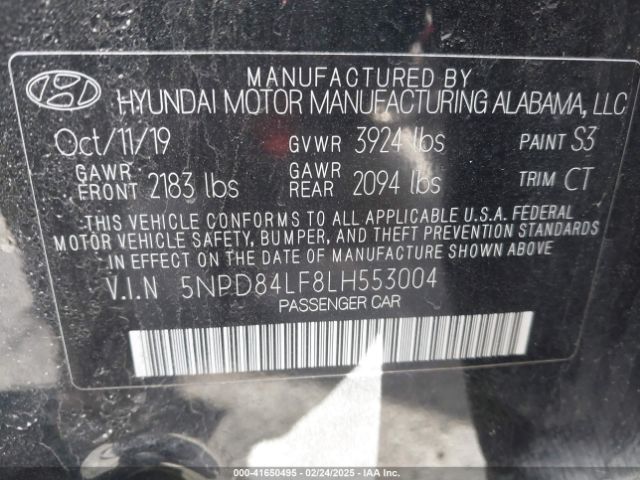 MANUFACTURED BY
HYUNDAI MOTOR MANUFACTURING ALABAMA, LLC
Oct/11/19 GVWR 3924 lbs PAINT S3
GAWR FRONT 2183 lbs GAWR REAR 2094 lbs TRIM CT
THIS VEHICLE CONFORMS TO ALL APPLICABLE U.S.A. FEDERAL
MOTOR VEHICLE SAFETY, BUMPER, AND THEFT PREVENTION STANDARDS
IN EFFECT ON THE DATE OF MANUFACTURE SHOWN ABOVE
V.I.N 5NPD84LF8LH553004
PASSENGER CAR
000-41650495 - 02/24/2025 - IAA Inc.